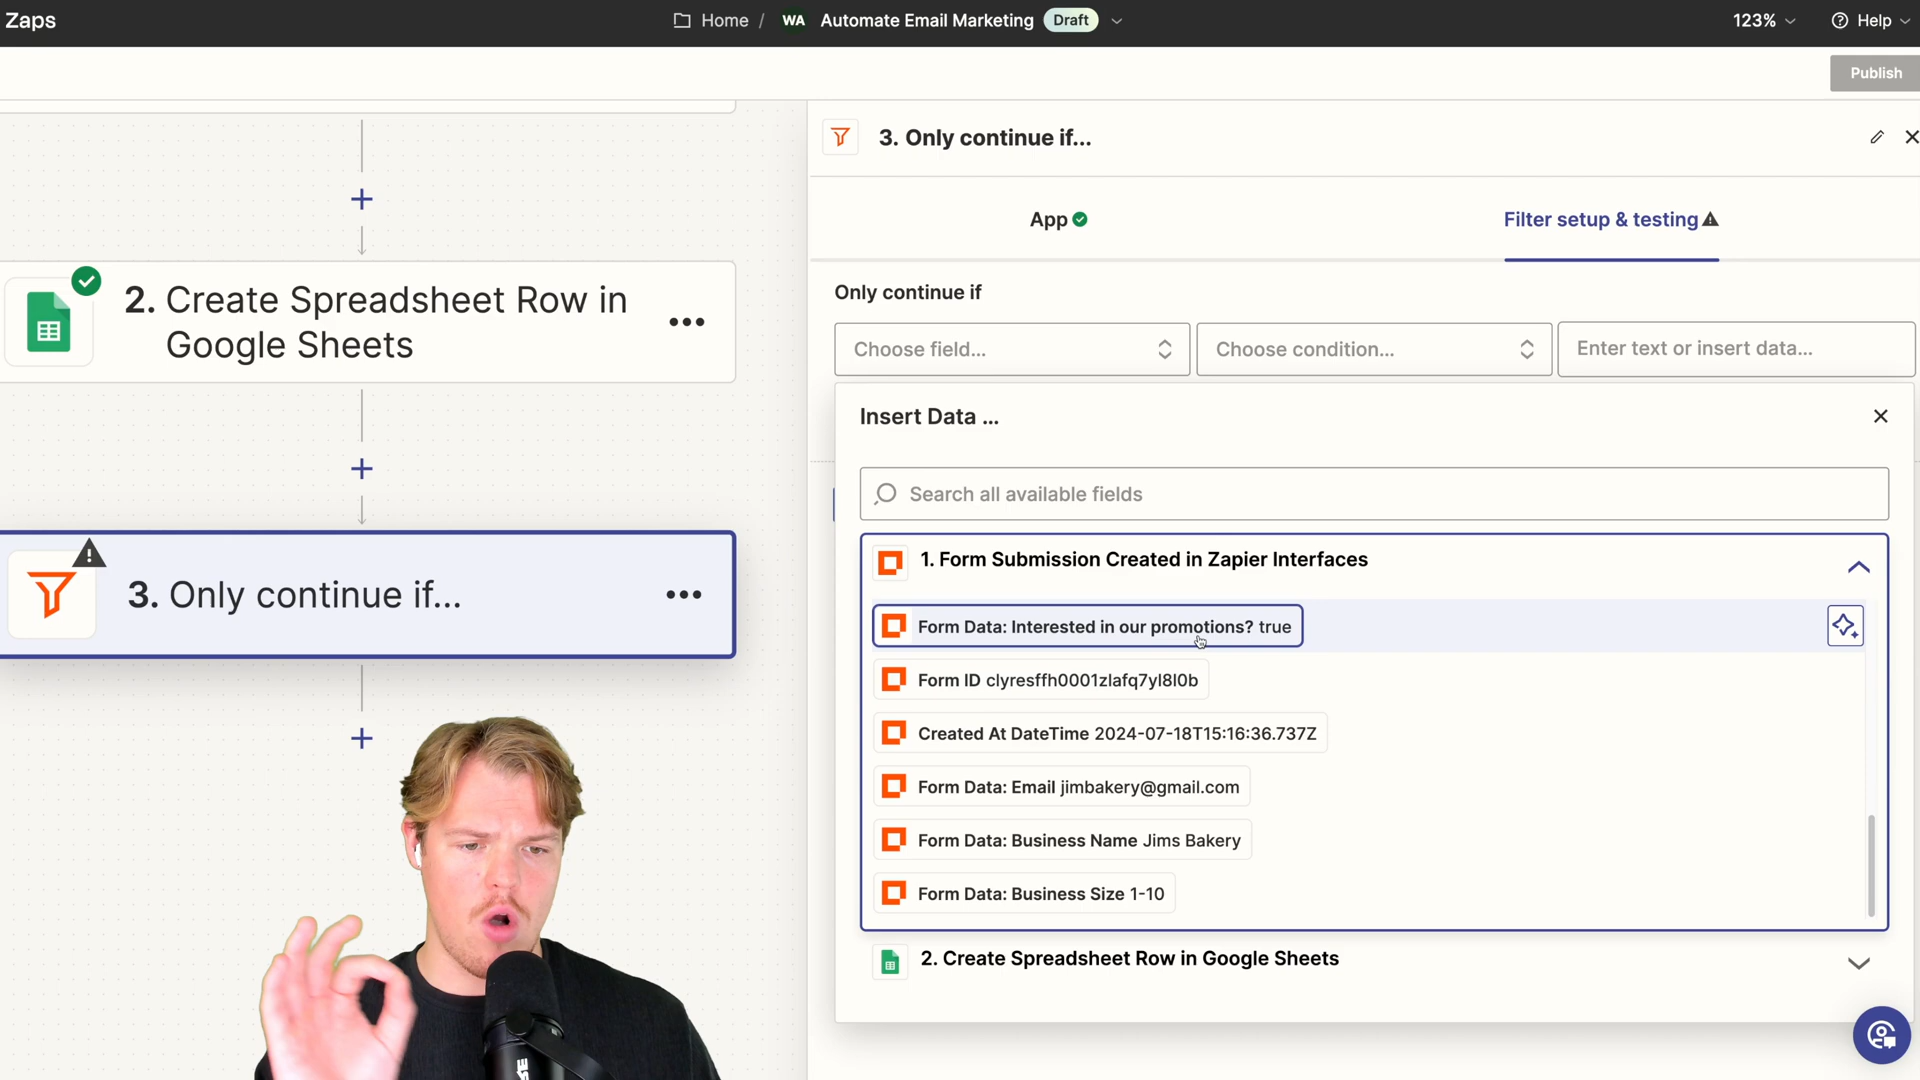 Zaps
Home / WA Automate Email Marketing Draft
123%
Help
Publish
2. Create Spreadsheet Row in
Google Sheets
3. Only continue if...
3. Only continue if...
App
Filter setup & testing
Only continue if
Choose field...
Choose condition...
Enter text or insert data...
Insert Data ...
Search all available fields
1. Form Submission Created in Zapier Interfaces
Form Data: Interested in our promotions? true
Form ID clyresffh0001zlafq7yl8l0b
Created At DateTime 2024-07-18T15:16:36.737Z
Form Data: Email jimbakery@gmail.com
Form Data: Business Name Jims Bakery
Form Data: Business Size 1-10
2. Create Spreadsheet Row in Google Sheets